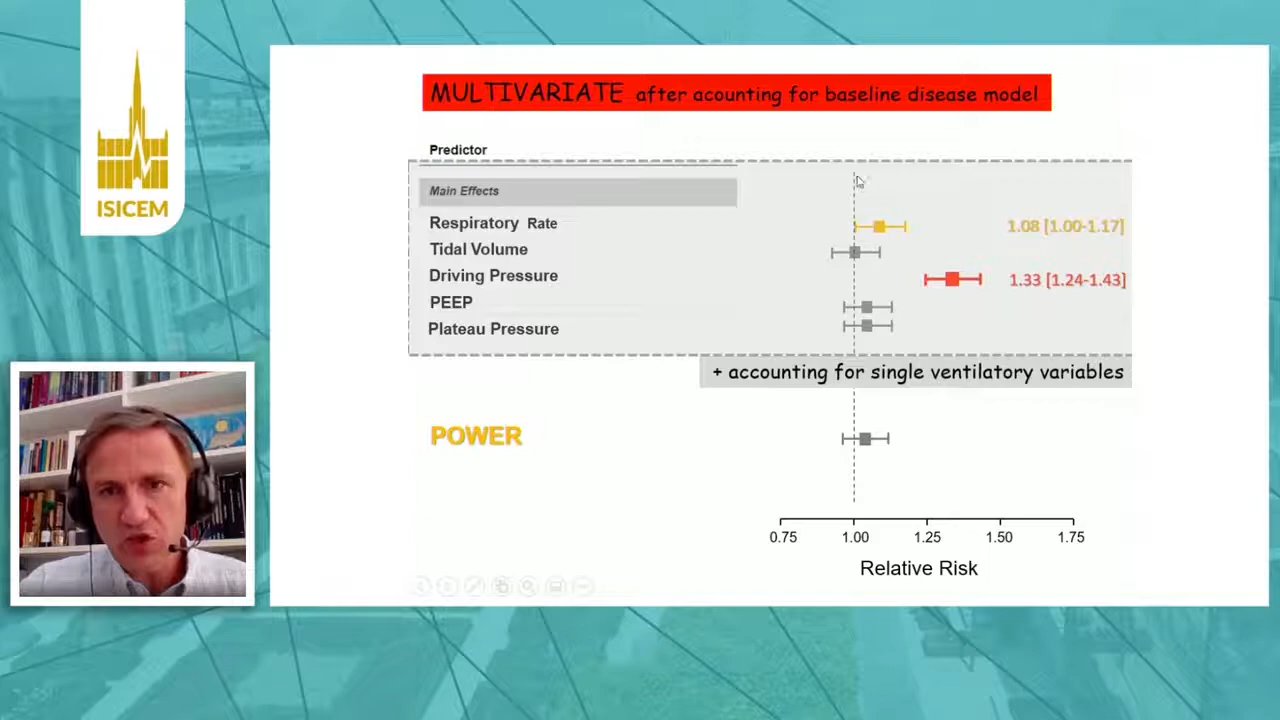 ISICEM
MULTIVARIATE after acounting for baseline disease model
Predictor
Main Effects
Respiratory Rate
1.08 [1.00-1.17]
Tidal Volume
Driving Pressure
1.33 [1.24-1.43]
PEEP
Plateau Pressure
+ accounting for single ventilatory variables
POWER
0.75 1.00 1.25 1.50 1.75
Relative Risk